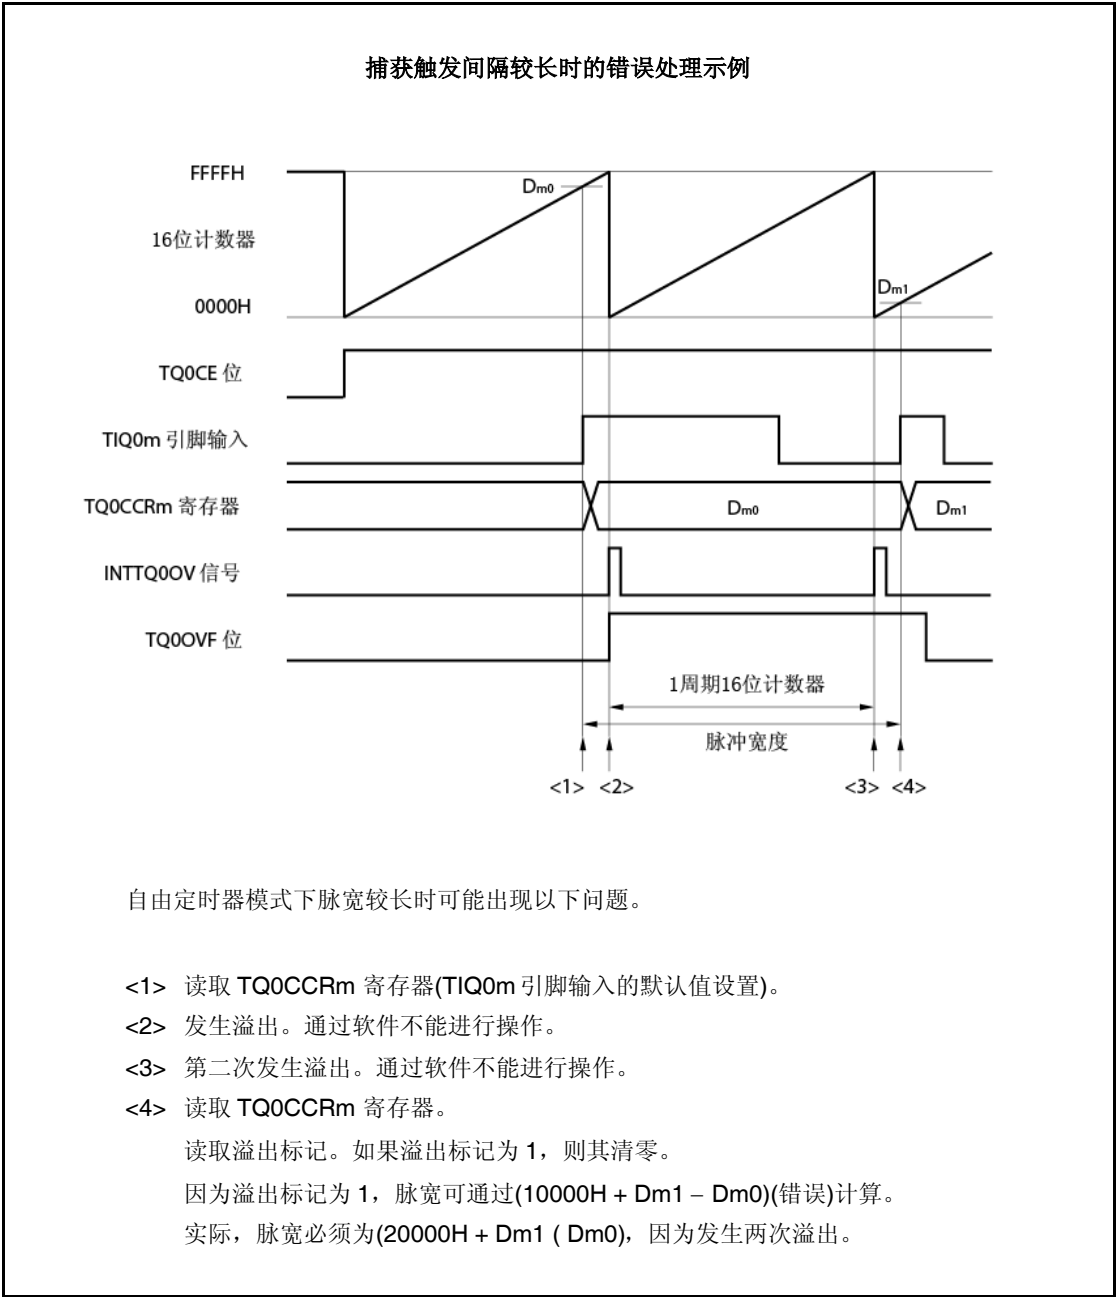 捕获触发间隔较长时的错误处理示例
FFFFH
Dm0
16位计数器
Dm1
0000H
TQ0CE 位
TIQ0m 引脚输入
TQ0CCRm 寄存器
Dm0
Dm1
INTTQ0OV 信号
TQ0OVF 位
1周期16位计数器
脉冲宽度
<1> <2> <3> <4>
自由定时器模式下脉宽较长时可能出现以下问题。
<1> 读取 TQ0CCRm 寄存器(TIQ0m 引脚输入的默认值设置)。
<2> 发生溢出。通过软件不能进行操作。
<3> 第二次发生溢出。通过软件不能进行操作。
<4> 读取 TQ0CCRm 寄存器。
读取溢出标记。如果溢出标记为 1，则其清零。
因为溢出标记为 1，脉宽可通过(10000H + Dm1 – Dm0)(错误)计算。
实际，脉宽必须为(20000H + Dm1 ( Dm0)，因为发生两次溢出。